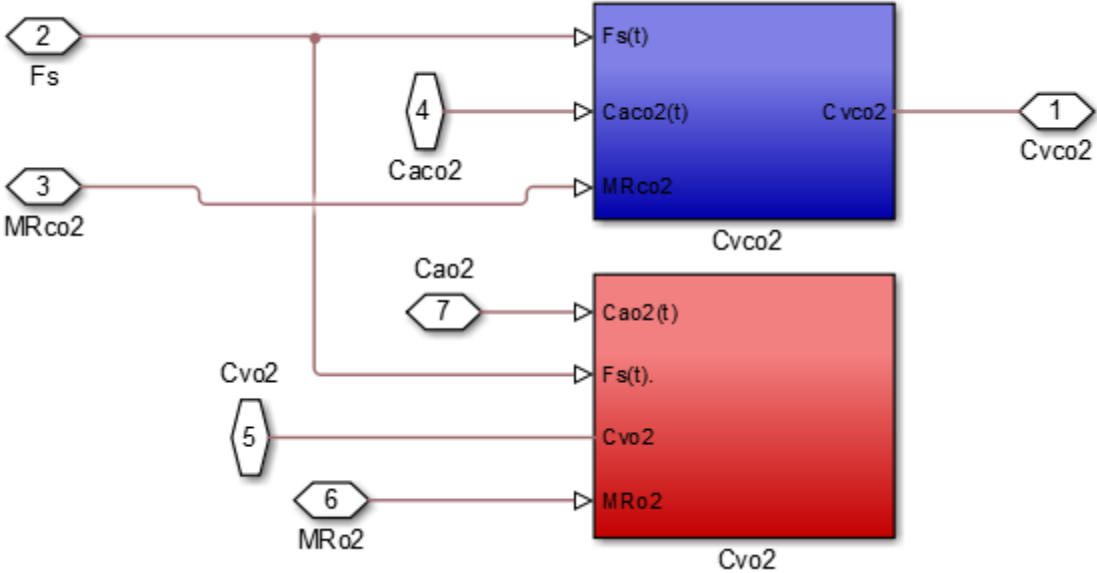 2
Fs
Fs(t)
4
Caco2
Caco2(t)
Cvco2
1
Cvco2
3
MRco2
MRco2
Cvco2
Cao2
7
Cao2(t)
Fs(t).
Cvo2
5
Cvo2
6
MRo2
MRo2
Cvo2